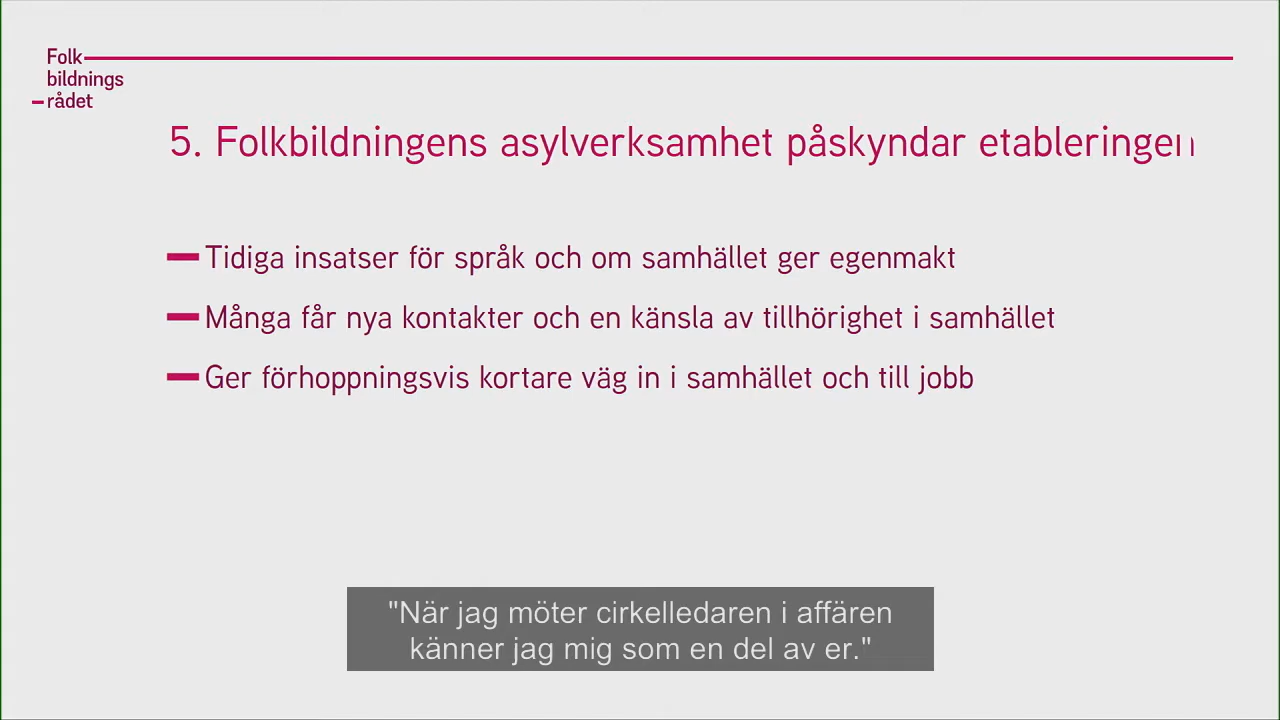 Folk
bildnings
rådet
5. Folkbildningens asylverksamhet påskyndar etableringen
Tidiga insatser för språk och om samhället ger egenmakt
Många får nya kontakter och en känsla av tillhörighet i samhället
Ger förhoppningsvis kortare väg in i samhället och till jobb
"När jag möter cirkelledaren i affären
känner jag mig som en del av er."